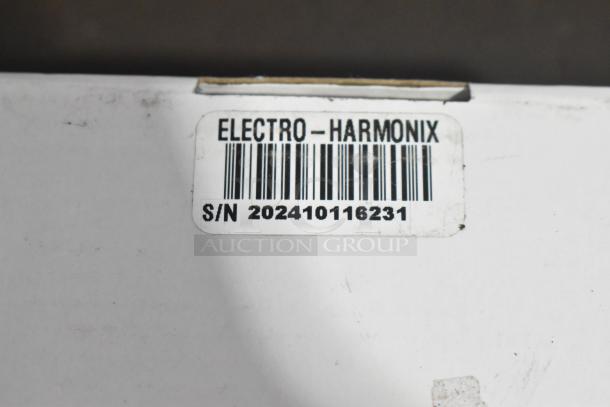 ELECTRO-HARMONIX
S/N 202410116231
AUCTION GROUP